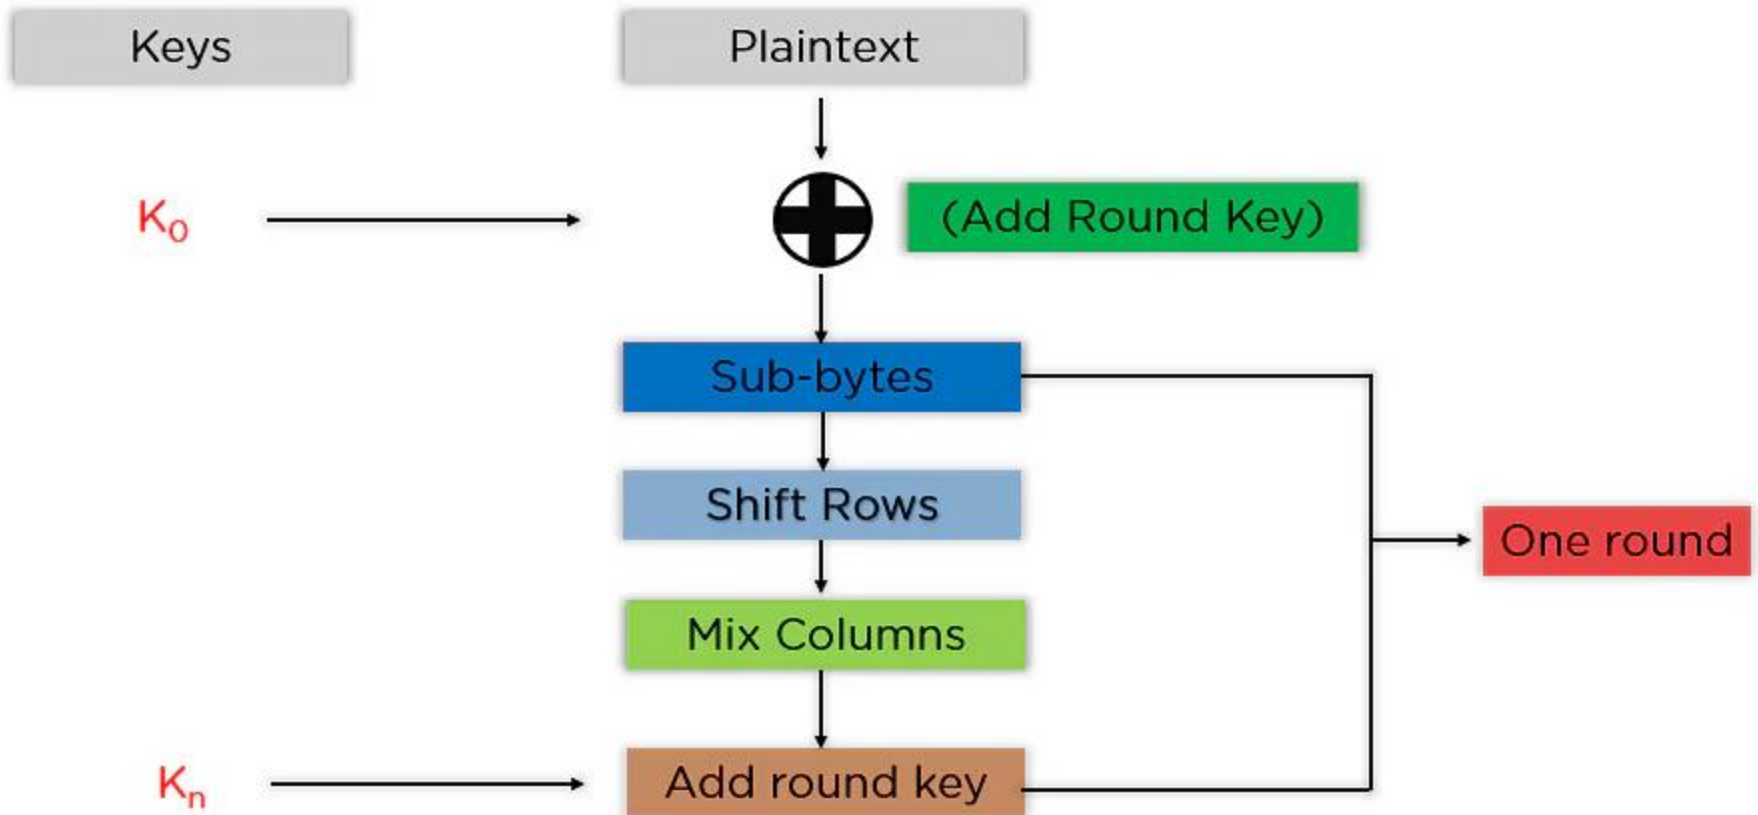 Keys
Plaintext
K₀
(Add Round Key)
Sub-bytes
Shift Rows
One round
Mix Columns
Kₙ
Add round key